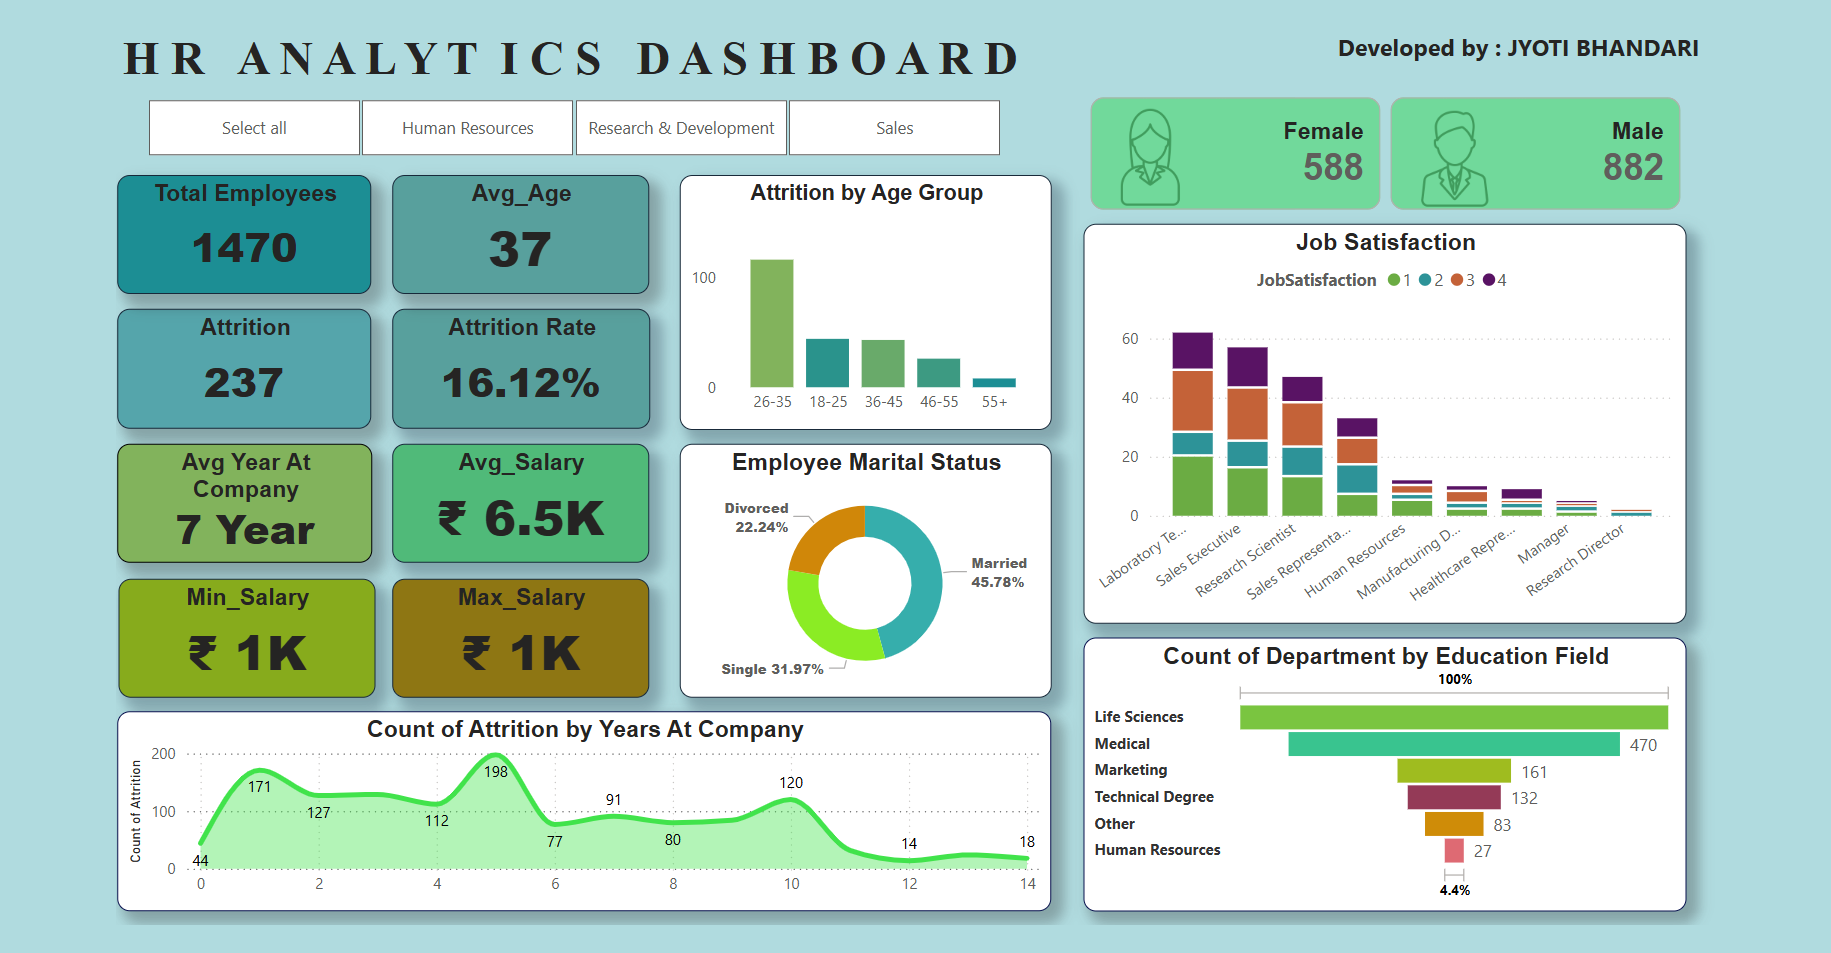 HR ANALYTICS DASHBOARD
Developed by : JYOTI BHANDARI
Select all
Human Resources
Research & Development
Sales
Female
588
Male
882
Total Employees
1470
Avg_Age
37
Attrition
237
Attrition Rate
16.12%
Avg Year At
Company
7 Year
Avg_Salary
₹ 6.5K
Min_Salary
₹ 1K
Max_Salary
₹ 1K
Attrition by Age Group
100
0
26-35
18-25
36-45
46-55
55+
Employee Marital Status
Divorced
22.24%
Married
45.78%
Single 31.97%
Job Satisfaction
JobSatisfaction 1 2 3 4
60
40
20
0
Laboratory Te...
Sales Executive
Research Scientist
Sales Representa...
Human Resources
Manufacturing D...
Healthcare Repre...
Manager
Research Director
Count of Attrition by Years At Company
Count of Attrition
200
100
0
44
171
127
112
198
77
91
80
120
14
18
0
2
4
6
8
10
12
14
Count of Department by Education Field
100%
Life Sciences
Medical
470
Marketing
161
Technical Degree
132
Other
83
Human Resources
27
4.4%